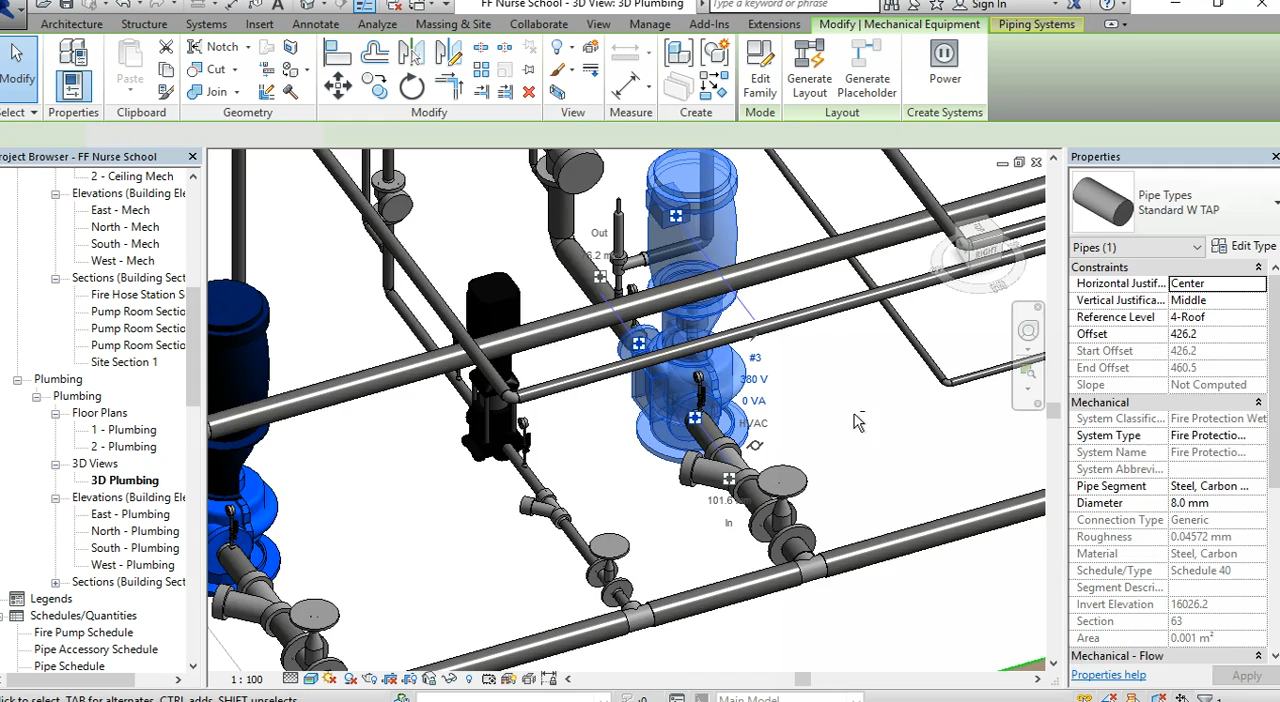 FF Nurse School - 3D View: 3D Plumbing
Type a keyword or phrase
Sign In
Architecture Structure Systems Insert Annotate Analyze Massing & Site Collaborate View Manage Add-Ins Extensions Modify | Mechanical Equipment Piping Systems
Modify
Paste
Notch
Cut
Join
Edit Family
Generate Layout
Generate Placeholder
Power
Select Properties Clipboard Geometry Modify View Measure Create Mode Layout Create Systems
roject Browser - FF Nurse School
2 - Ceiling Mech
Elevations (Building Ele
East - Mech
North - Mech
South - Mech
West - Mech
Sections (Building Sect
Fire Hose Station S
Pump Room Sectio
Pump Room Sectio
Pump Room Sectio
Site Section 1
Plumbing
Plumbing
Floor Plans
1 - Plumbing
2 - Plumbing
3D Views
3D Plumbing
Elevations (Building Ele
East - Plumbing
North - Plumbing
South - Plumbing
West - Plumbing
Sections (Building Sect
Legends
Schedules/Quantities
Fire Pump Schedule
Pipe Accessory Schedule
Pipe Schedule
Out
#3
380 V
0 VA
HVAC
101.6
In
RIGHT
1 : 100
Properties
Pipe Types
Standard W TAP
Pipes (1)
Edit Type
Constraints
Horizontal Justif... Center
Vertical Justifica... Middle
Reference Level 4-Roof
Offset 426.2
Start Offset 426.2
End Offset 460.5
Slope Not Computed
Mechanical
System Classific... Fire Protection Wet
System Type Fire Protectio...
System Name Fire Protectio...
System Abbrevi...
Pipe Segment Steel, Carbon ...
Diameter 8.0 mm
Connection Type Generic
Roughness 0.04572 mm
Material Steel, Carbon
Schedule/Type Schedule 40
Segment Descri...
Invert Elevation 16026.2
Section 63
Area 0.001 m²
Mechanical - Flow
Properties help
Apply
lick to select, TAB for alternates, CTRL adds, SHIFT unselects.
:0
Main Model